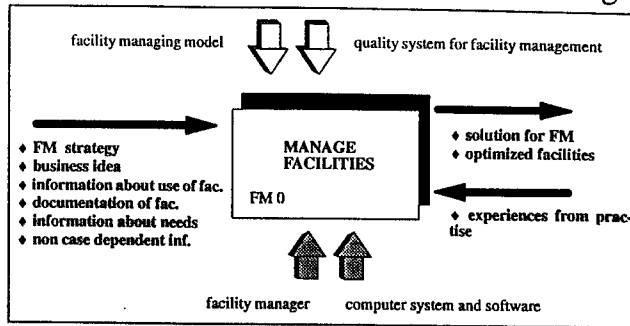 facility managing model
quality system for facility management
♦ FM strategy
♦ business idea
♦ information about use of fac.
♦ documentation of fac.
♦ information about needs
♦ non case dependent inf.
MANAGE
FACILITIES
FM 0
♦ solution for FM
♦ optimized facilities
♦ experiences from prac-
tise
facility manager
computer system and software